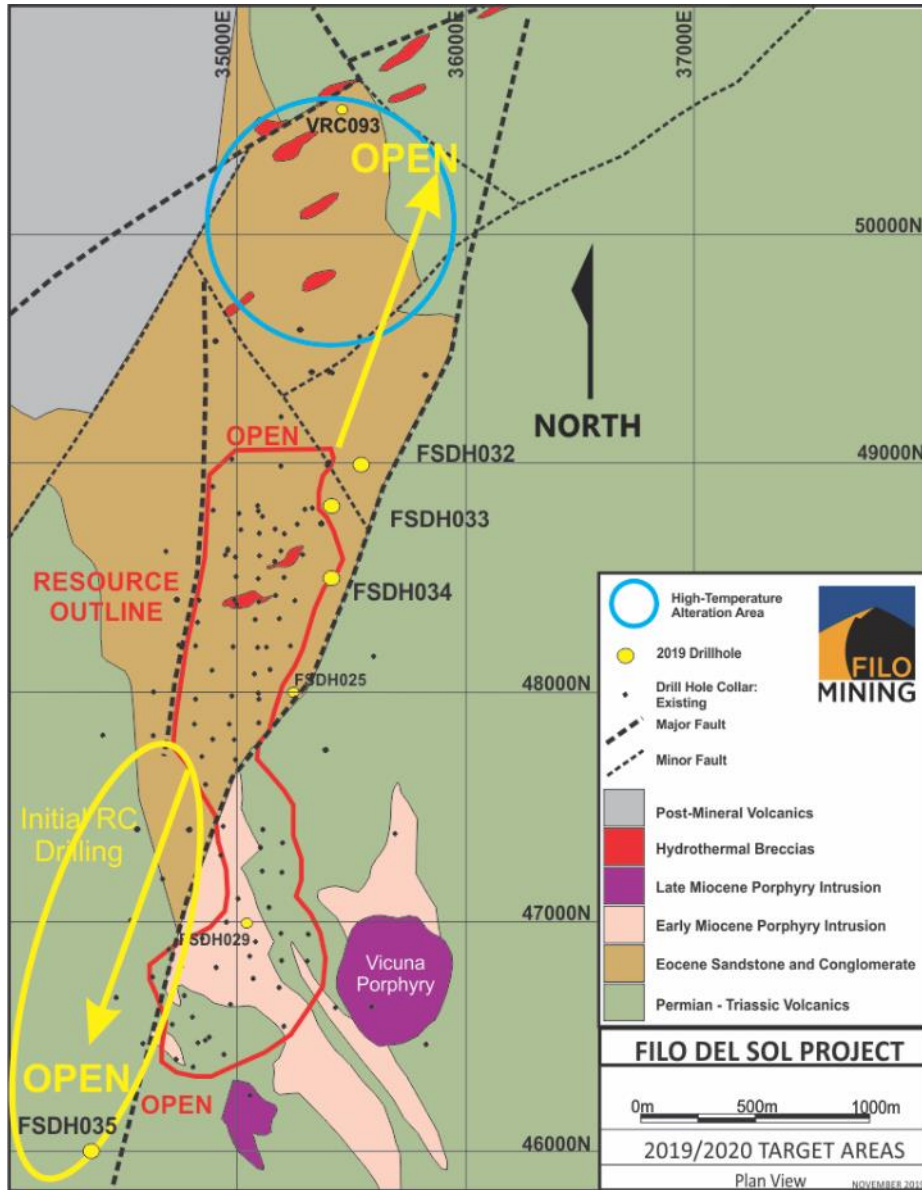 35000E
36000E
37000E
VRC093
OPEN
50000N
NORTH
OPEN
49000N
FSDH032
FSDH033
RESOURCE
OUTLINE
FSDH034
FSDH025
48000N
Initial RC
Drilling
47000N
FSDH029
Vicuna
Porphyry
OPEN
OPEN
FSDH035
46000N
High-Temperature
Alteration Area
2019 Drillhole
Drill Hole Collar:
Existing
Major Fault
Minor Fault
FILO
MINING
Post-Mineral Volcanics
Hydrothermal Breccias
Late Miocene Porphyry Intrusion
Early Miocene Porphyry Intrusion
Eocene Sandstone and Conglomerate
Permian - Triassic Volcanics
FILO DEL SOL PROJECT
0m 500m 1000m
2019/2020 TARGET AREAS
Plan View
NOVEMBER